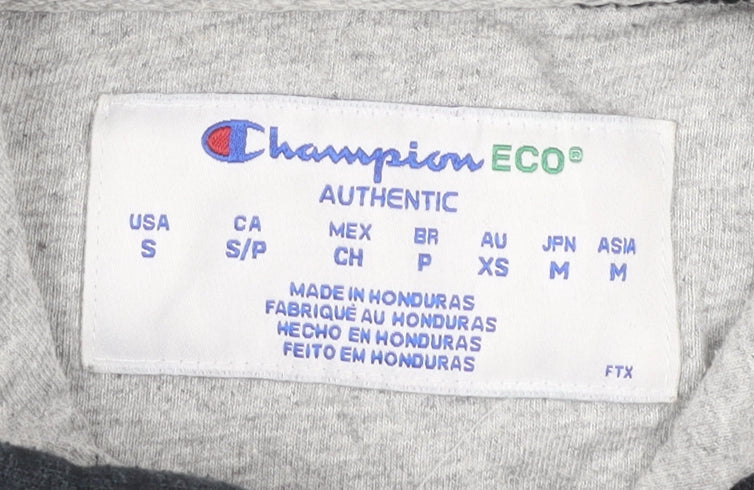 Champion ECO®
AUTHENTIC
USA CA MEX BR AU JPN ASIA
S S/P CH P XS M M
MADE IN HONDURAS
FABRIQUÉ AU HONDURAS
HECHO EN HONDURAS
FEITO EM HONDURAS
FTX